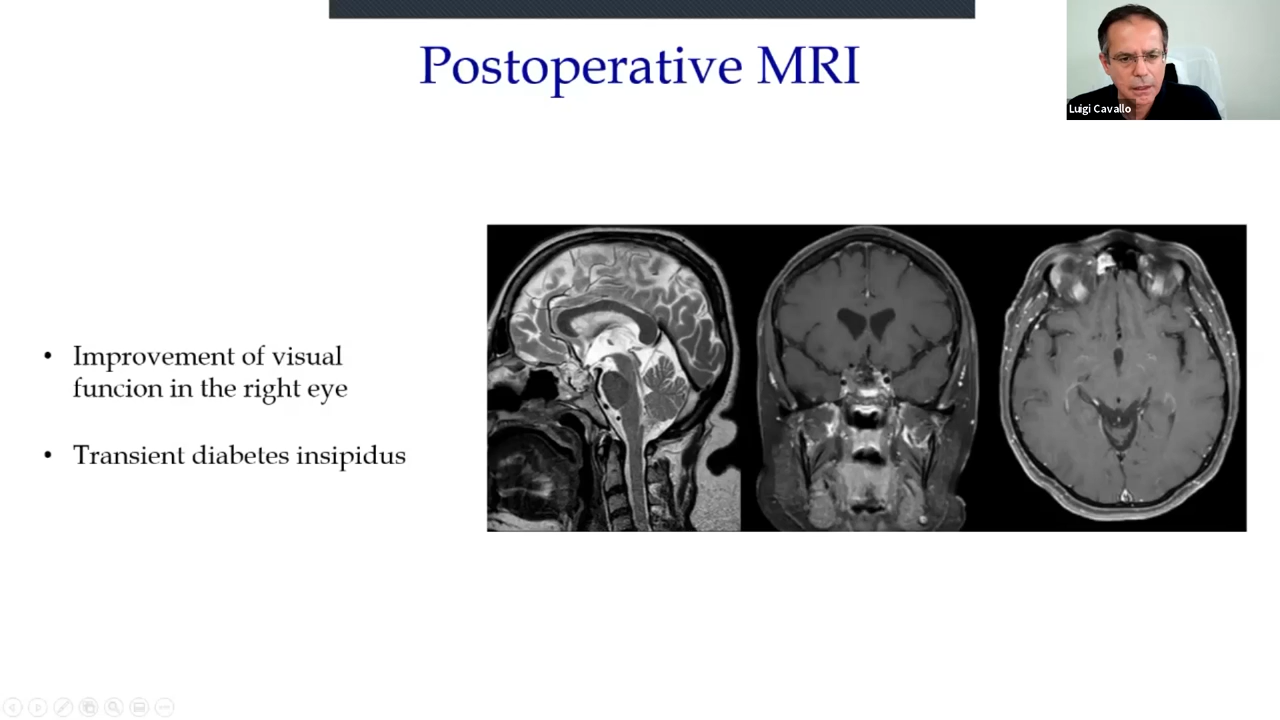 Postoperative MRI
Luigi Cavallo
• Improvement of visual
funcion in the right eye
• Transient diabetes insipidus